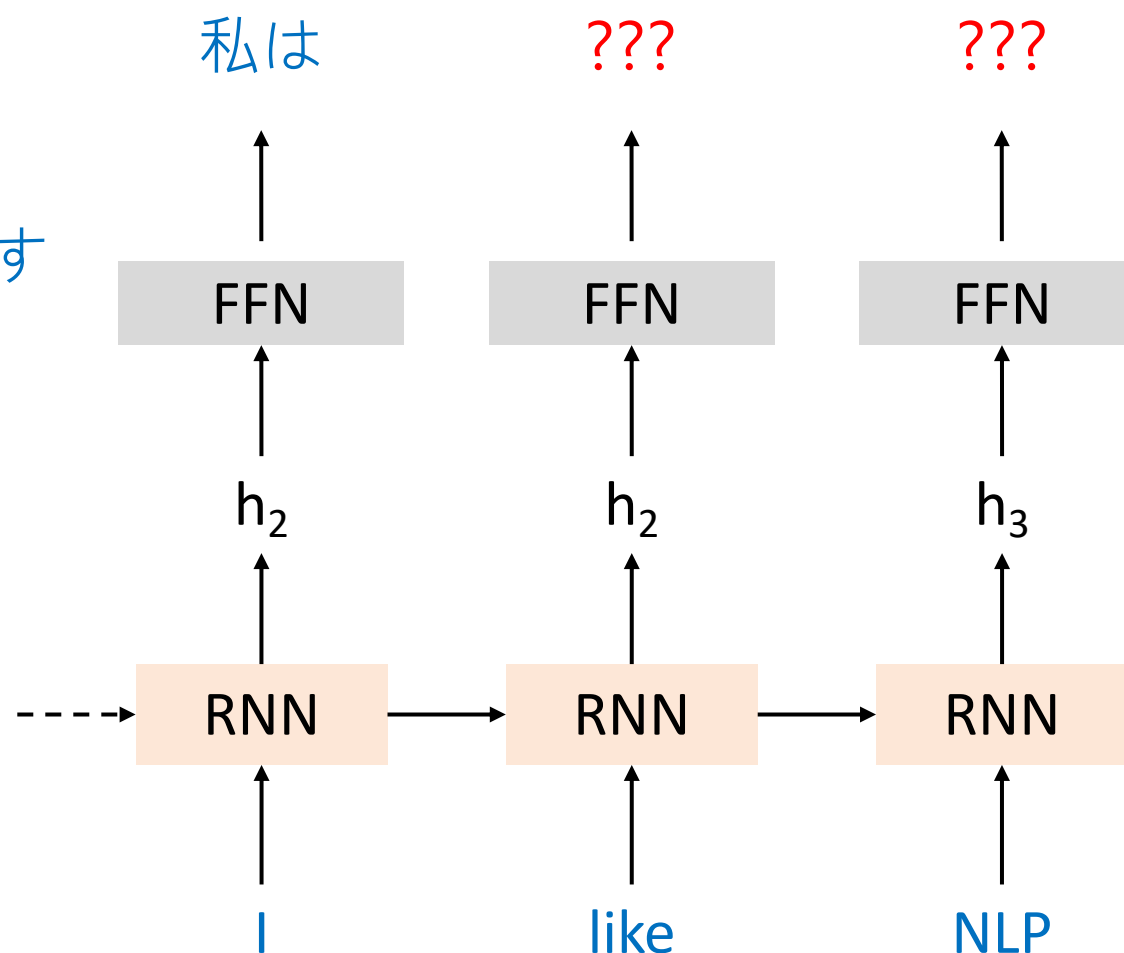 私は ??? ???
す
FFN FFN FFN
h₂ h₂ h₃
RNN RNN RNN
I like NLP